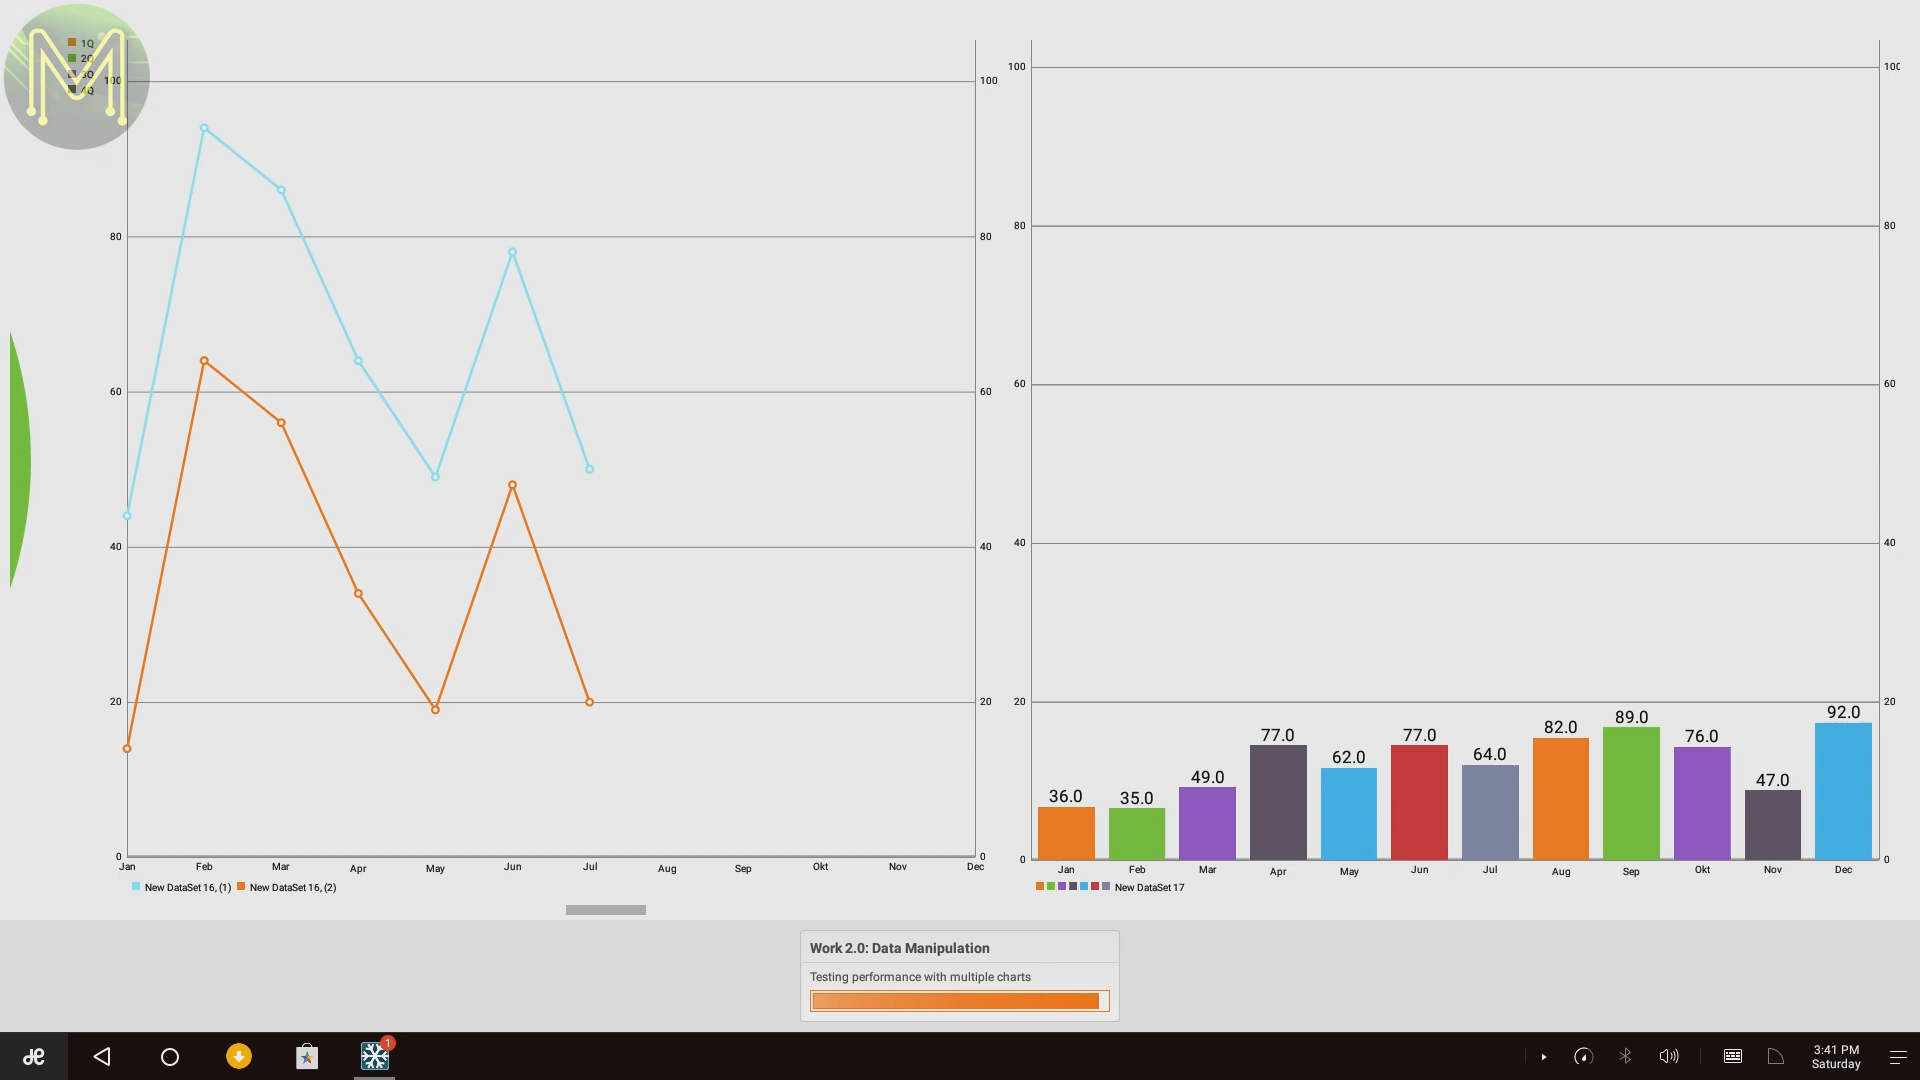 1Q
2Q
3Q
4Q
100
80
60
40
20
0
100
80
60
40
20
0
Jan Feb Mar Apr May Jun Jul Aug Sep Okt Nov Dec
New DataSet 16, (1) New DataSet 16, (2)
100
80
60
40
20
0
36.0 35.0 49.0 77.0 62.0 77.0 64.0 82.0 89.0 76.0 47.0 92.0
100
80
60
40
20
0
Jan Feb Mar Apr May Jun Jul Aug Sep Okt Nov Dec
New DataSet 17
Work 2.0: Data Manipulation
Testing performance with multiple charts
1
3:41 PM
Saturday